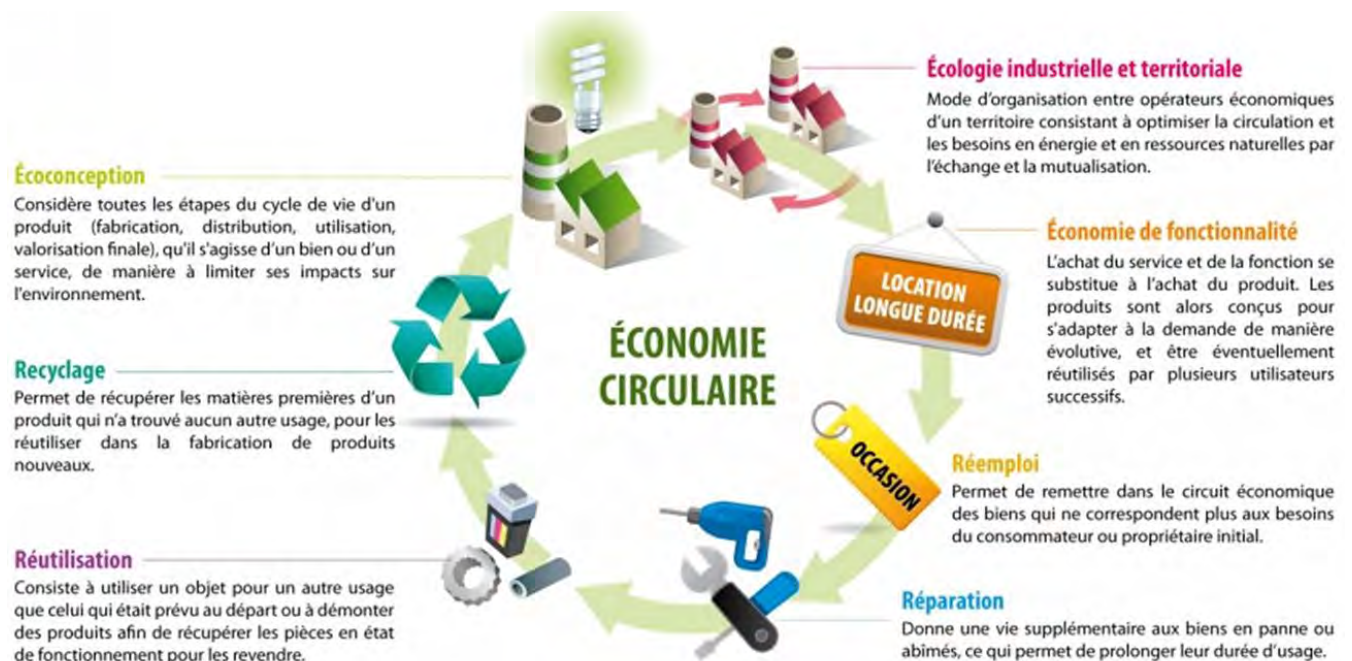 Écoconception
Considère toutes les étapes du cycle de vie d'un
produit (fabrication, distribution, utilisation,
valorisation finale), qu'il s'agisse d'un bien ou d'un
service, de manière à limiter ses impacts sur
l'environnement.
Recyclage
Permet de récupérer les matières premières d'un
produit qui n'a trouvé aucun autre usage, pour les
réutiliser dans la fabrication de produits
nouveaux.
Réutilisation
Consiste à utiliser un objet pour un autre usage
que celui qui était prévu au départ ou à démonter
des produits afin de récupérer les pièces en état
de fonctionnement pour les revendre.
ÉCONOMIE
CIRCULAIRE
LOCATION
LONGUE DURÉE
OCCASION
Écologie industrielle et territoriale
Mode d'organisation entre opérateurs économiques
d'un territoire consistant à optimiser la circulation et
les besoins en énergie et en ressources naturelles par
l'échange et la mutualisation.
Économie de fonctionnalité
L'achat du service et de la fonction se
substitue à l'achat du produit. Les
produits sont alors conçus pour
s'adapter à la demande de manière
évolutive, et être éventuellement
réutilisés par plusieurs utilisateurs
successifs.
Réemploi
Permet de remettre dans le circuit économique
des biens qui ne correspondent plus aux besoins
du consommateur ou propriétaire initial.
Réparation
Donne une vie supplémentaire aux biens en panne ou
abîmés, ce qui permet de prolonger leur durée d'usage.